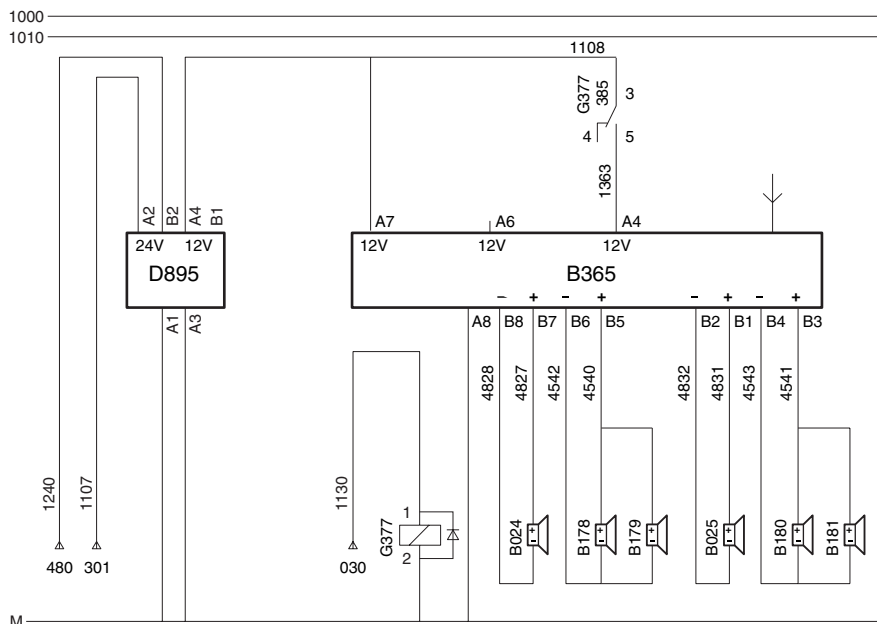 1000
1010
1108
G377
385
3
4
5
1363
A2
B2
A4
B1
24V
12V
D895
A1
A3
A7
A6
A4
12V
12V
12V
B365
- + - + - + - +
A8
B8
B7
B6
B5
B2
B1
B4
B3
4828
4827
4542
4540
4832
4831
4543
4541
1240
1107
1130
1
G377
2
B024
B178
B179
B025
B180
B181
+ + + + + +
- - - - - -
480
301
030
M